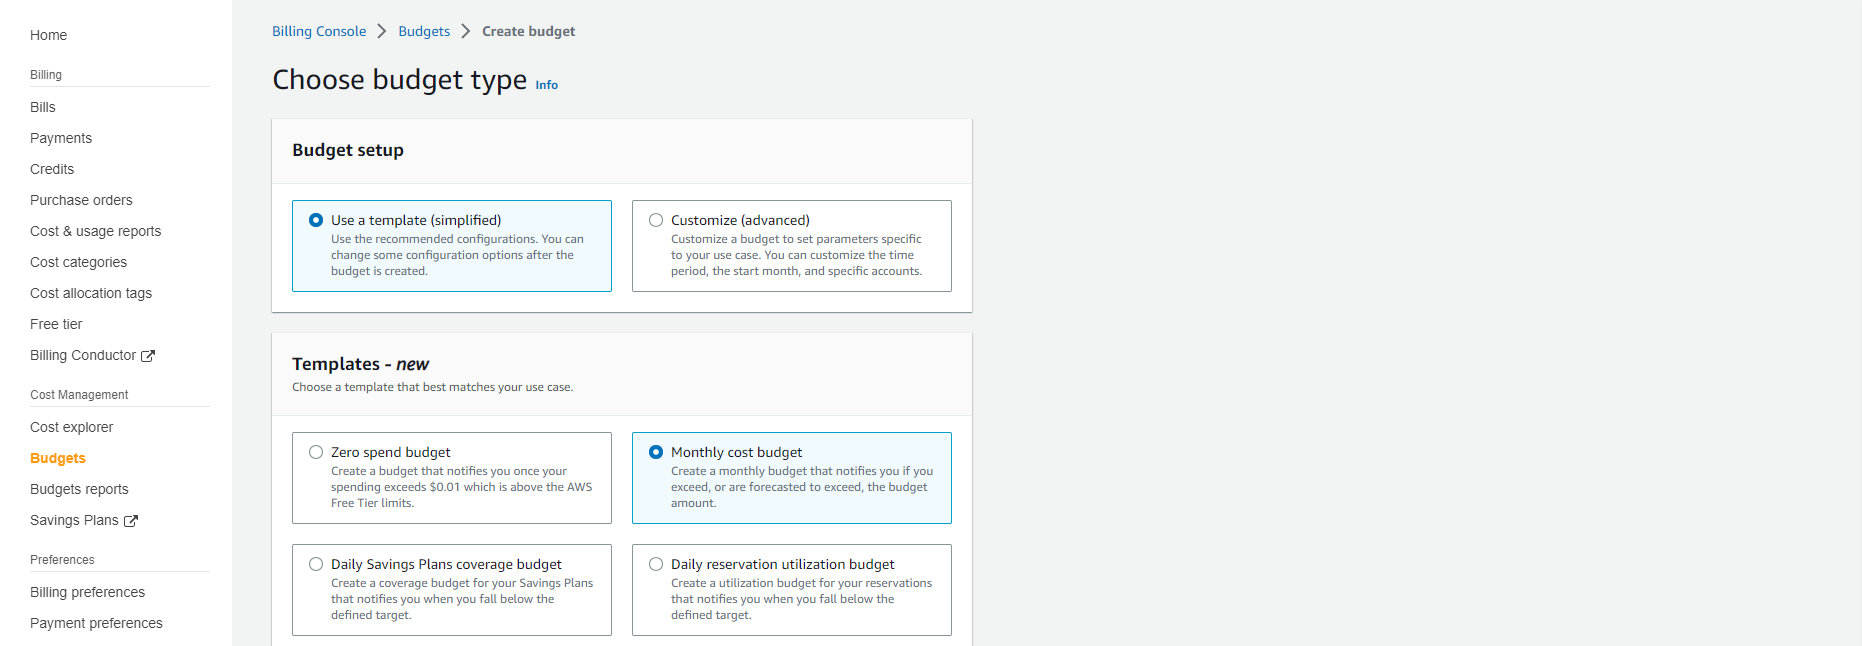 Home
Billing
Bills
Payments
Credits
Purchase orders
Cost & usage reports
Cost categories
Cost allocation tags
Free tier
Billing Conductor
Cost Management
Cost explorer
Budgets
Budgets reports
Savings Plans
Preferences
Billing preferences
Payment preferences
Billing Console > Budgets > Create budget
Choose budget type Info
Budget setup
Use a template (simplified)
Use the recommended configurations. You can
change some configuration options after the
budget is created.
Customize (advanced)
Customize a budget to set parameters specific
to your use case. You can customize the time
period, the start month, and specific accounts.
Templates - new
Choose a template that best matches your use case.
Zero spend budget
Create a budget that notifies you once your
spending exceeds $0.01 which is above the AWS
Free Tier limits.
Monthly cost budget
Create a monthly budget that notifies you if you
exceed, or are forecasted to exceed, the budget
amount.
Daily Savings Plans coverage budget
Create a coverage budget for your Savings Plans
that notifies you when you fall below the
defined target.
Daily reservation utilization budget
Create a utilization budget for your reservations
that notifies you when you fall below the
defined target.